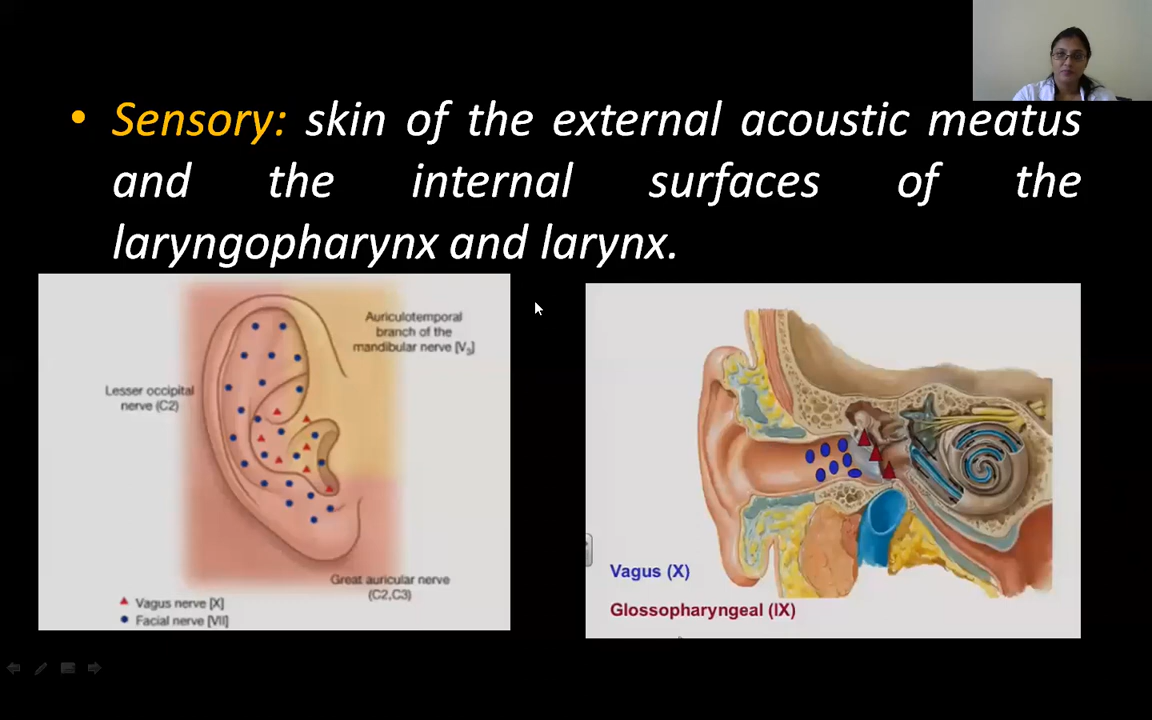 • Sensory: skin of the external acoustic meatus
and the internal surfaces of the
laryngopharynx and larynx.
Auriculotemporal
branch of the
mandibular nerve [V3]
Lesser occipital
nerve (C2)
Great auricular nerve
(C2,C3)
Vagus nerve [X]
Facial nerve [VII]
Vagus (X)
Glossopharyngeal (IX)